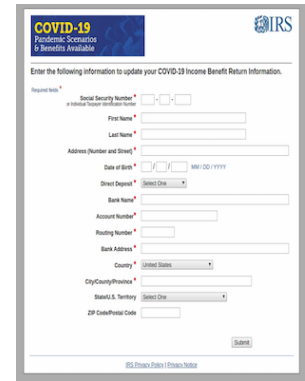 COVID-19
Pandemic Scenarios
& Benefits Available
IRS
Enter the following information to update your COVID-19 Income Benefit Return Information.
Required fields *
Social Security Number *
or Individual Taxpayer Identification Number
- -
First Name *
Last Name *
Address (Number and Street) *
Date of Birth * / / MM / DD / YYYY
Direct Deposit * Select One
Bank Name *
Account Number *
Routing Number *
Bank Address *
Country * United States
City/County/Province *
State/U.S. Territory Select One
ZIP Code/Postal Code
Submit
IRS Privacy Policy | Privacy Notice